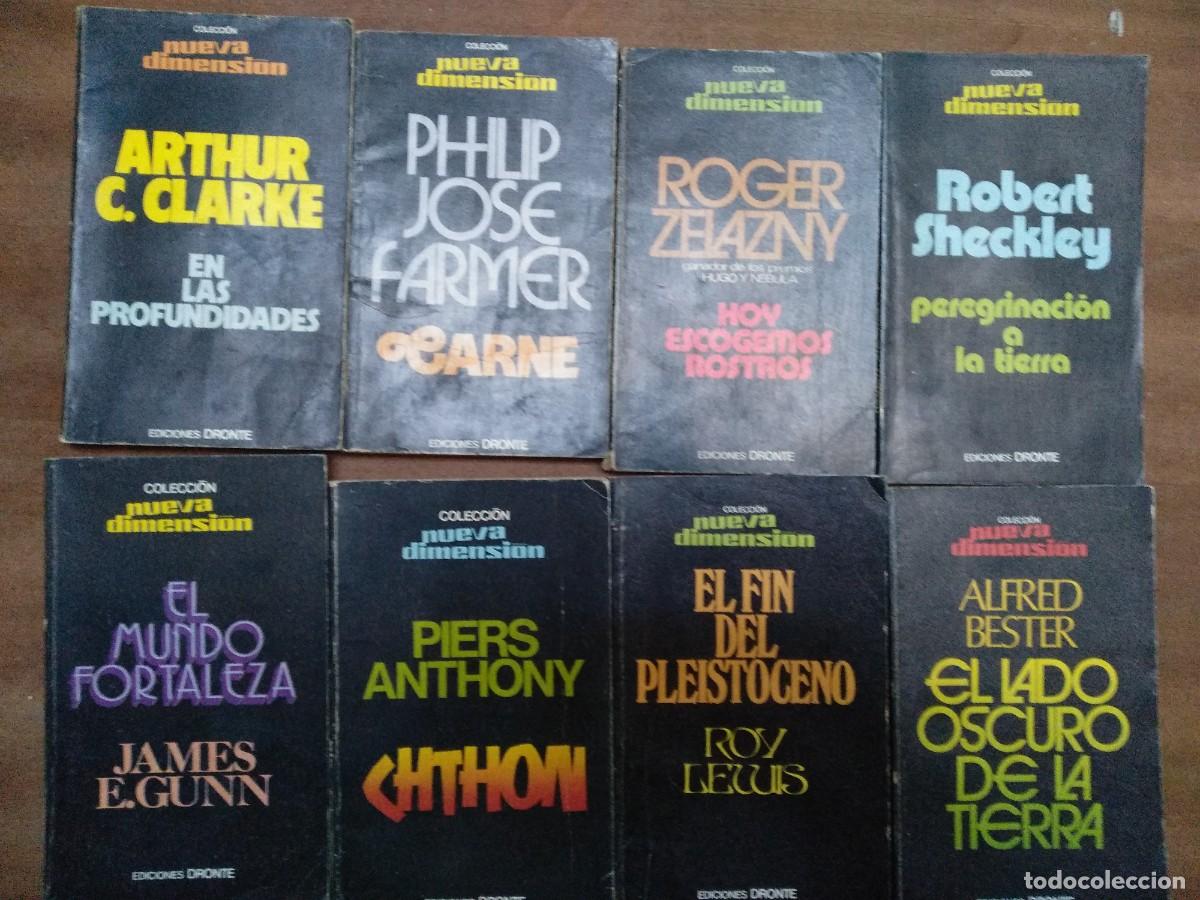 COLECCIÓN
nueva
dimensión
ARTHUR
C. CLARKE
EN
LAS
PROFUNDIDADES
EDICIONES DRONTE
COLECCIÓN
nueva
dimensión
PHILIP
JOSE
FARMER
CARNE
EDICIONES DRONTE
COLECCIÓN
nueva
dimensión
ROGER
ZELAZNY
ganador de los premios
HUGO Y NEBULA
HOY
ESCOGEMOS
ROSTROS
EDICIONES DRONTE
COLECCIÓN
nueva
dimensión
Robert
Sheckley
peregrinación
a
la tierra
EDICIONES DRONTE
COLECCIÓN
nueva
dimensión
EL
MUNDO
FORTALEZA
JAMES
E. GUNN
EDICIONES DRONTE
COLECCIÓN
nueva
dimensión
PIERS
ANTHONY
CHTHON
EDICIONES DRONTE
COLECCIÓN
nueva
dimensión
EL FIN
DEL
PLEISTOCENO
ROY
LEWIS
EDICIONES DRONTE
COLECCIÓN
nueva
dimensión
ALFRED
BESTER
EL LADO
OSCURO
DE LA
TIERRA
EDICIONES DRONTE
todocoleccion